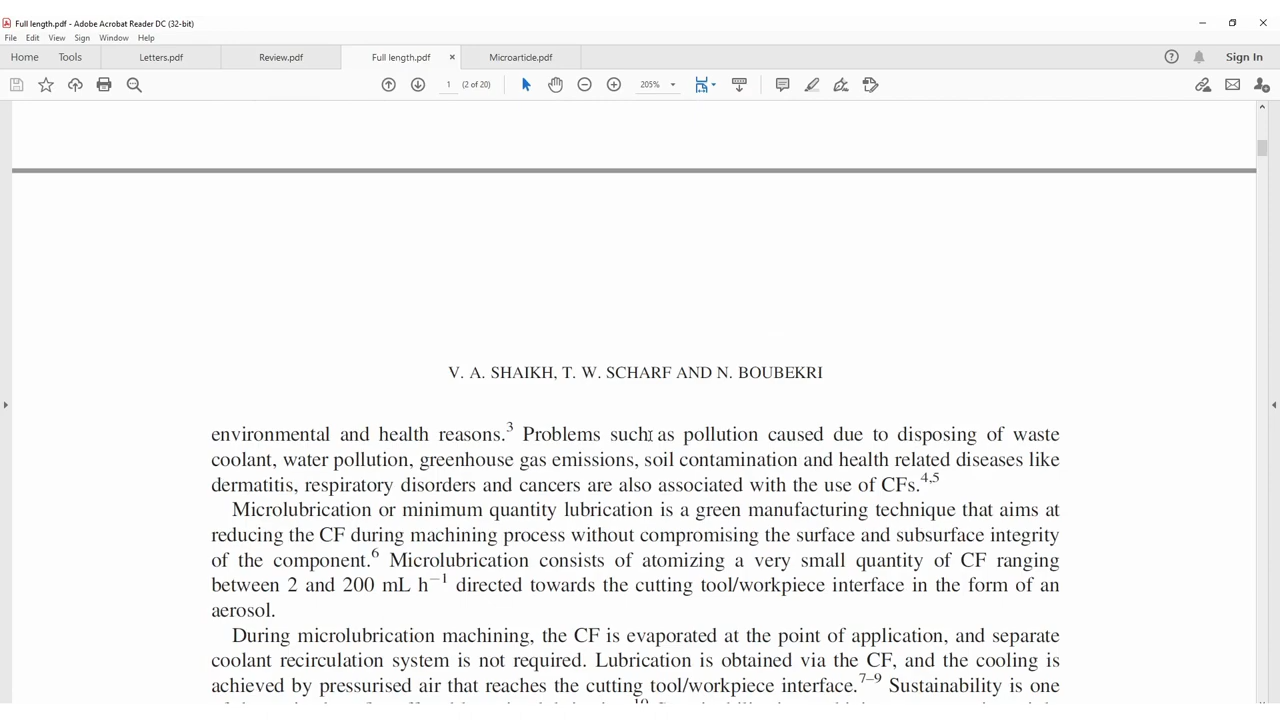 Full length.pdf - Adobe Acrobat Reader DC (32-bit)
File Edit View Sign Window Help
Home Tools Letters.pdf Review.pdf Full length.pdf × Microarticle.pdf Sign In
1 (2 of 20) 205%
V. A. SHAIKH, T. W. SCHARF AND N. BOUBEKRI
environmental and health reasons.3 Problems such as pollution caused due to disposing of waste
coolant, water pollution, greenhouse gas emissions, soil contamination and health related diseases like
dermatitis, respiratory disorders and cancers are also associated with the use of CFs.4,5
Microlubrication or minimum quantity lubrication is a green manufacturing technique that aims at
reducing the CF during machining process without compromising the surface and subsurface integrity
of the component.6 Microlubrication consists of atomizing a very small quantity of CF ranging
between 2 and 200 mL h−1 directed towards the cutting tool/workpiece interface in the form of an
aerosol.
During microlubrication machining, the CF is evaporated at the point of application, and separate
coolant recirculation system is not required. Lubrication is obtained via the CF, and the cooling is
achieved by pressurised air that reaches the cutting tool/workpiece interface.7–9 Sustainability is one